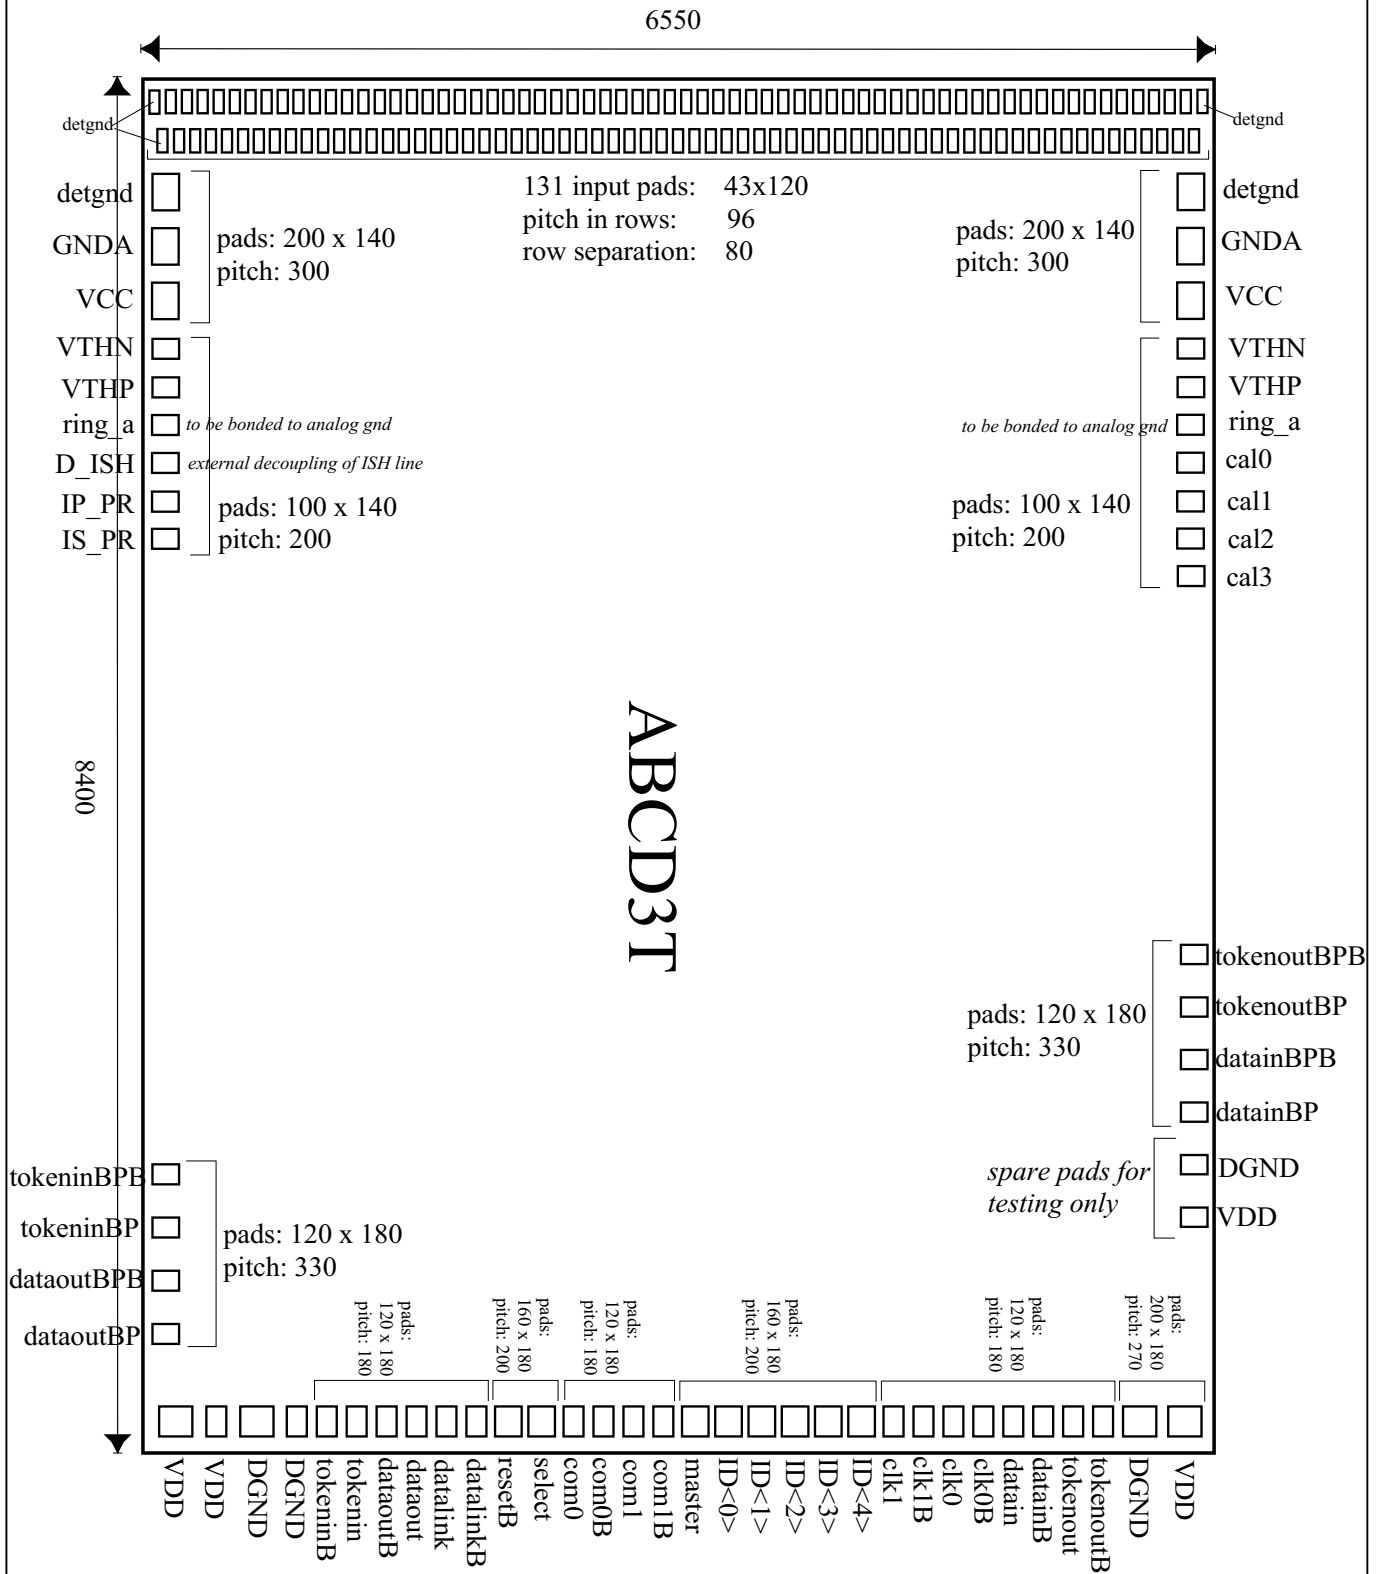 6550
detgnd
detgnd
detgnd
GNDA
VCC
pads: 200 x 140
pitch: 300
131 input pads: 43x120
pitch in rows: 96
row separation: 80
pads: 200 x 140
pitch: 300
detgnd
GNDA
VCC
VTHN
VTHP
ring_a
D_ISH
IP_PR
IS_PR
to be bonded to analog gnd
external decoupling of ISH line
pads: 100 x 140
pitch: 200
to be bonded to analog gnd
pads: 100 x 140
pitch: 200
VTHN
VTHP
ring_a
cal0
cal1
cal2
cal3
8400
ABCD3T
pads: 120 x 180
pitch: 330
tokenoutBPB
tokenoutBP
datainBPB
datainBP
spare pads for
testing only
DGND
VDD
tokeninBPB
tokeninBP
dataoutBPB
dataoutBP
pads: 120 x 180
pitch: 330
pads:
120 x 180
pitch: 180
pads:
160 x 180
pitch: 200
pads:
120 x 180
pitch: 180
pads:
160 x 180
pitch: 200
pads:
120 x 180
pitch: 180
pads:
200 x 180
pitch: 270
VDD
VDD
DGND
DGND
tokeninB
tokenin
dataoutB
dataout
datalink
datalinkB
resetB
select
com0
com0B
com1
com1B
master
ID<0>
ID<1>
ID<2>
ID<3>
ID<4>
clk1
clk1B
clk0
clk0B
datain
datainB
tokenout
tokenoutB
DGND
VDD